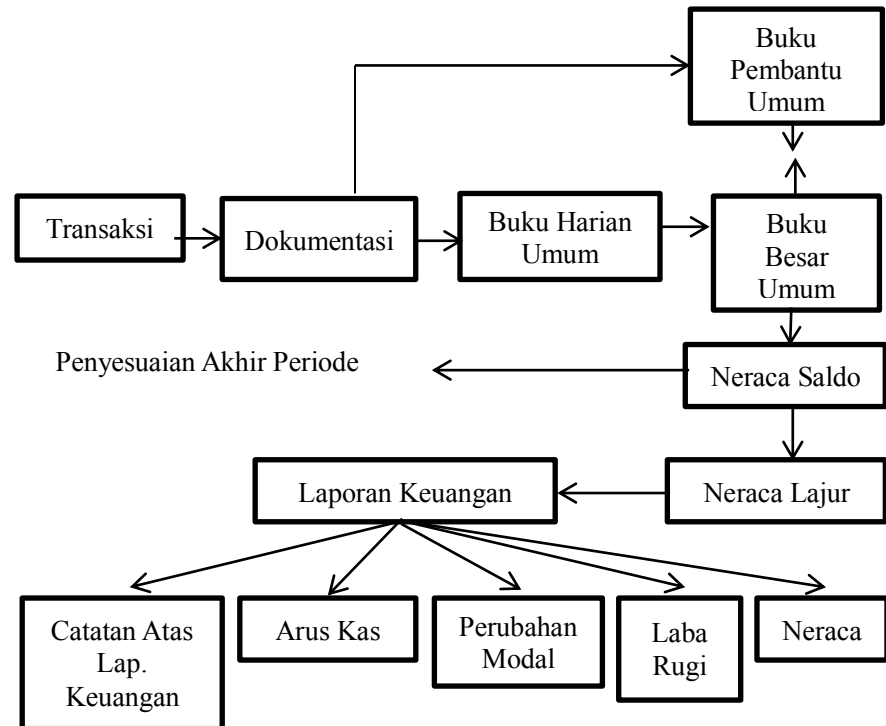 Buku
Pembantu
Umum
Transaksi
Dokumentasi
Buku Harian
Umum
Buku
Besar
Umum
Penyesuaian Akhir Periode
Neraca Saldo
Laporan Keuangan
Neraca Lajur
Catatan Atas
Lap.
Keuangan
Arus Kas
Perubahan
Modal
Laba
Rugi
Neraca